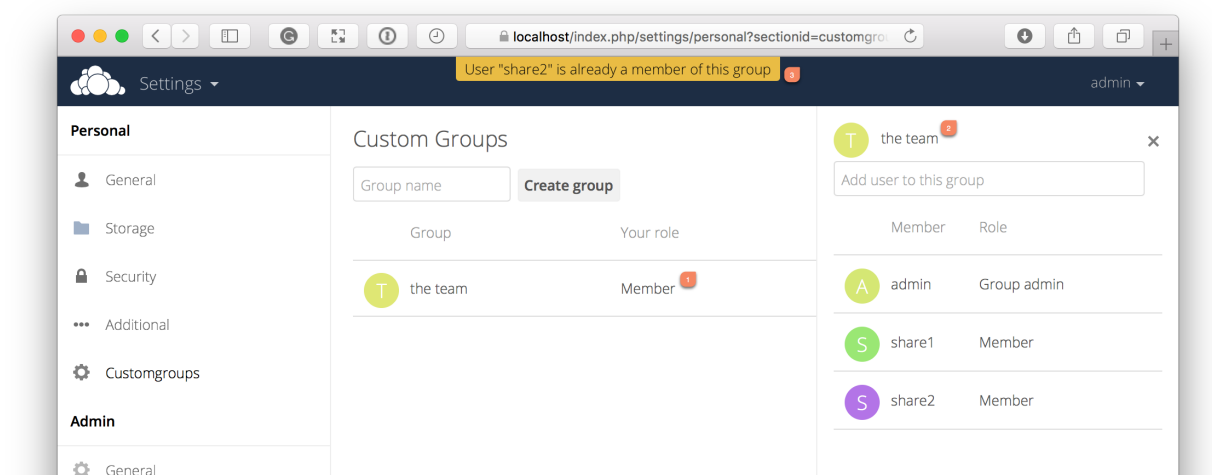 localhost/index.php/settings/personal?sectionid=customgro
Settings
User "share2" is already a member of this group 3
admin
Personal
General
Storage
Security
Additional
Customgroups
Admin
General
Custom Groups
Group name
Create group
Group Your role
T the team Member 1
T the team 2
Add user to this group
Member Role
A admin Group admin
S share1 Member
S share2 Member